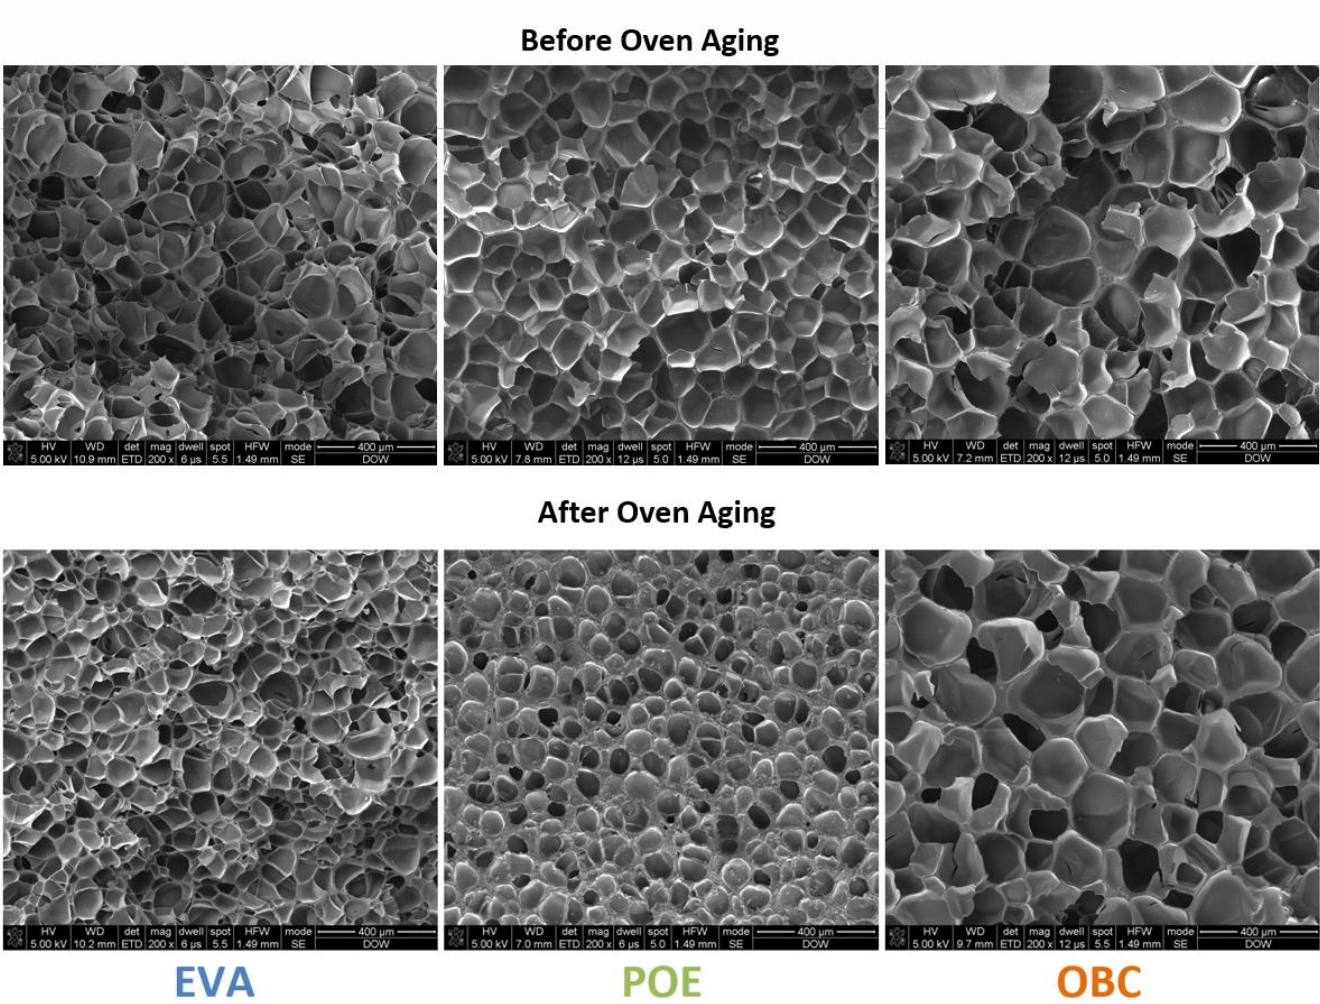 Before Oven Aging
HV WD det mag dwell spot HFW mode 400 µm
5.00 kV 10.9 mm ETD 200 x 6 µs 5.5 1.49 mm SE DOW
HV WD det mag dwell spot HFW mode 400 µm
5.00 kV 7.8 mm ETD 200 x 12 µs 5.0 1.49 mm SE DOW
HV WD det mag dwell spot HFW mode 400 µm
5.00 kV 7.2 mm ETD 200 x 12 µs 5.0 1.49 mm SE DOW
After Oven Aging
HV WD det mag dwell spot HFW mode 400 µm
5.00 kV 10.2 mm ETD 200 x 6 µs 5.5 1.49 mm SE DOW
HV WD det mag dwell spot HFW mode 400 µm
5.00 kV 7.0 mm ETD 200 x 6 µs 5.0 1.49 mm SE DOW
HV WD det mag dwell spot HFW mode 400 µm
5.00 kV 9.7 mm ETD 200 x 12 µs 5.5 1.49 mm SE DOW
EVA
POE
OBC